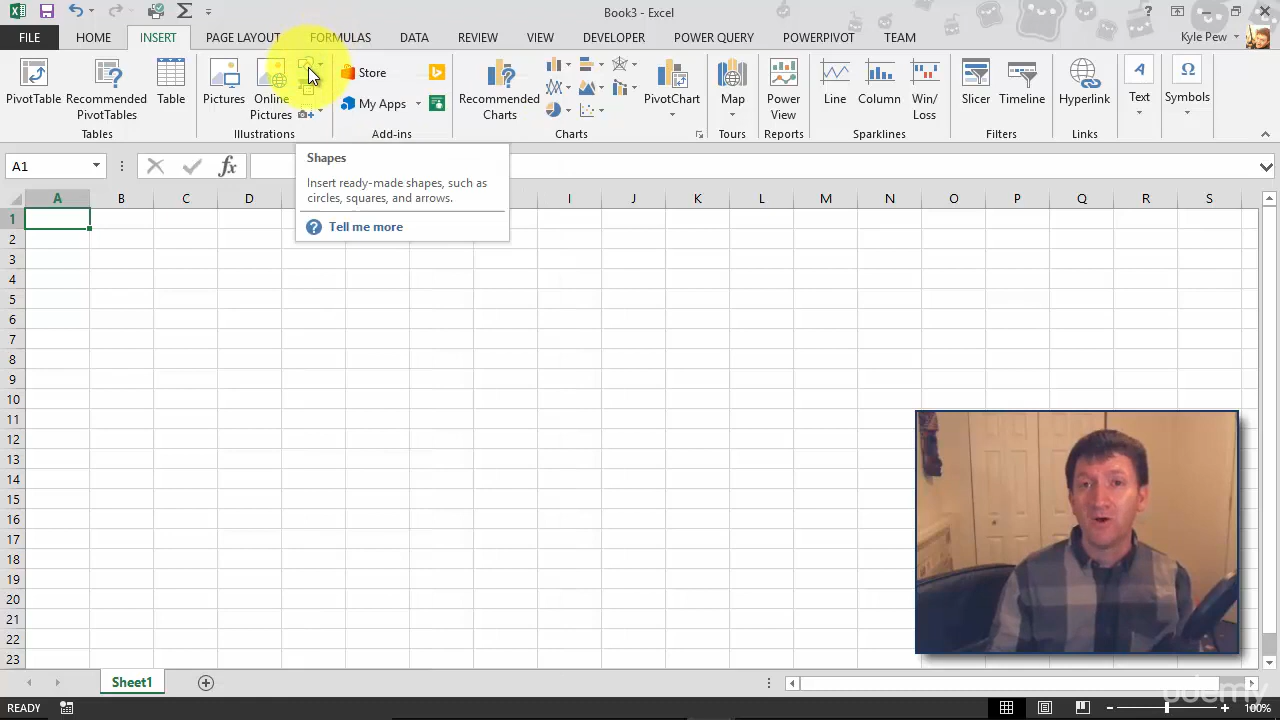 Book3 - Excel
FILE
HOME
INSERT
PAGE LAYOUT
FORMULAS
DATA
REVIEW
VIEW
DEVELOPER
POWER QUERY
POWERPIVOT
TEAM
Kyle Pew
PivotTable
Recommended
PivotTables
Table
Pictures
Online
Pictures
Store
My Apps
Recommended
Charts
PivotChart
Map
Power
View
Line
Column
Win/
Loss
Slicer
Timeline
Hyperlink
Text
Symbols
Tables
Illustrations
Add-ins
Charts
Tours
Reports
Sparklines
Filters
Links
A1
fx
Shapes
Insert ready-made shapes, such as
circles, squares, and arrows.
Tell me more
A B C D I J K L M N O P Q R S
1
2
3
4
5
6
7
8
9
10
11
12
13
14
15
16
17
18
19
20
21
22
23
Sheet1
READY
100%
udemy